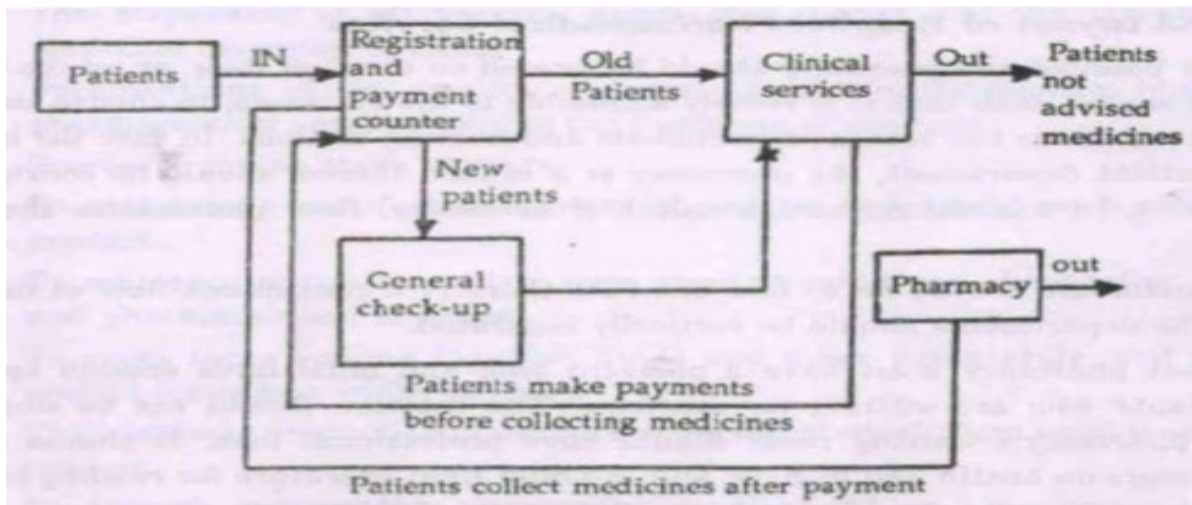 Patients
IN
Registration
and
payment
counter
Old
Patients
Clinical
services
Out
Patients
not
advised
medicines
New
patients
General
check-up
Pharmacy
out
Patients make payments
before collecting medicines
Patients collect medicines after payment